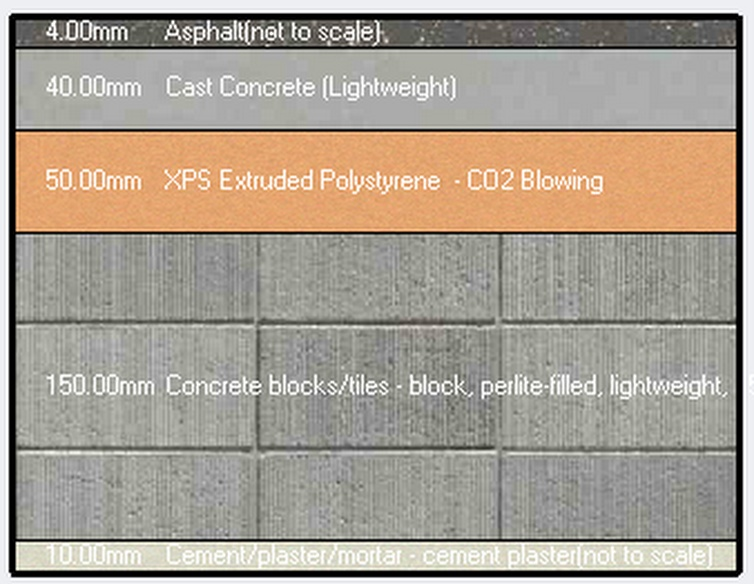 4.00mm Asphalt(not to scale)
40.00mm Cast Concrete (Lightweight)
50.00mm XPS Extruded Polystyrene - CO2 Blowing
150.00mm Concrete blocks/tiles - block, perlite-filled, lightweight,
10.00mm Cement/plaster/mortar - cement plaster(not to scale)